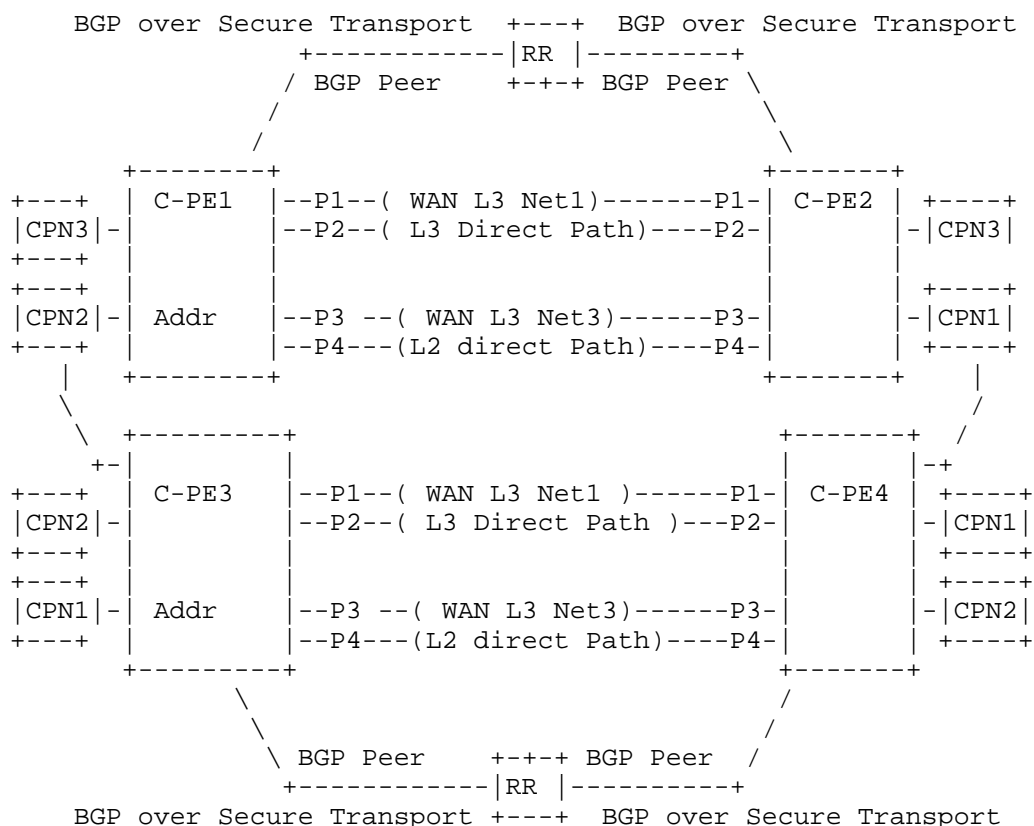 BGP over Secure Transport +---+ BGP over Secure Transport
+------------|RR |---------+
/ BGP Peer +-+-+ BGP Peer \
/ \
/ \
+--------+ +-------+
+---+ | C-PE1 |--P1--( WAN L3 Net1)-------P1-| C-PE2 | +----+
|CPN3|-| |--P2--( L3 Direct Path)----P2-| |-|CPN3|
+---+ | | | |
+---+ | | | | +----+
|CPN2|-| Addr |--P3 --( WAN L3 Net3)------P3-| |-|CPN1|
+---+ | |--P4---(L2 direct Path)----P4-| | +----+
| +--------+ +-------+ |
\ /
\ +---------+ +-------+ /
+-| | | |-+
+---+ | C-PE3 |--P1--( WAN L3 Net1 )------P1-| C-PE4 | +----+
|CPN2|-| |--P2--( L3 Direct Path )---P2-| |-|CPN1|
+---+ | | | | +----+
+---+ | | | | +----+
|CPN1|-| Addr |--P3 --( WAN L3 Net3)------P3-| |-|CPN2|
+---+ | |--P4---(L2 direct Path)----P4-| | +----+
+---------+ +-------+
\ /
\ /
\ BGP Peer +-+-+ BGP Peer /
+------------|RR |----------+
BGP over Secure Transport +---+ BGP over Secure Transport